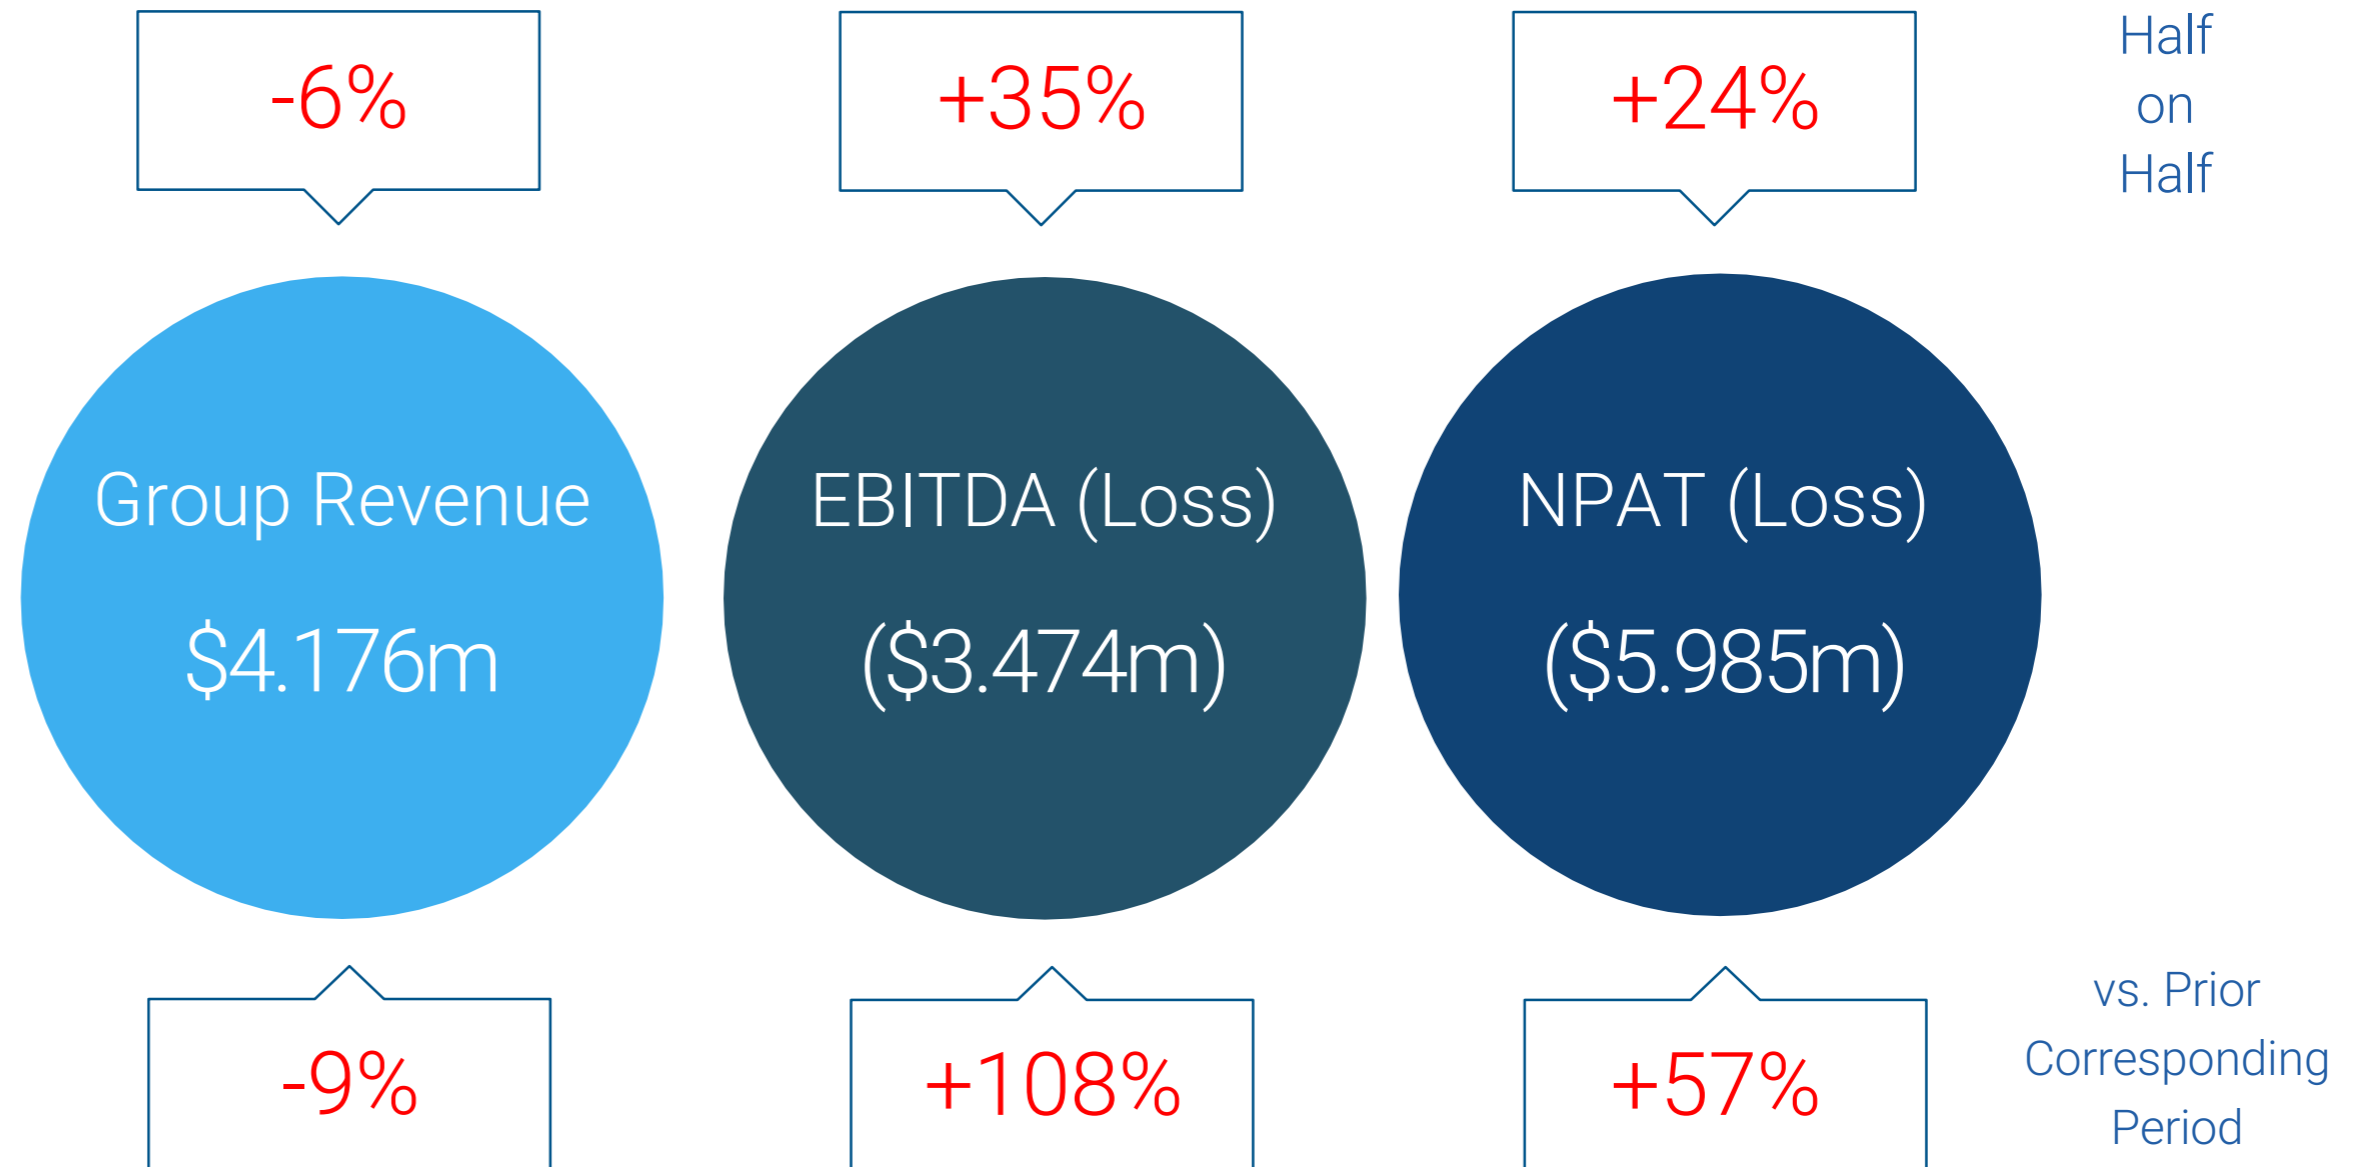 -6%
+35%
+24%
Half
on
Half
Group Revenue
$4.176m
EBITDA (Loss)
($3.474m)
NPAT (Loss)
($5.985m)
-9%
+108%
+57%
vs. Prior
Corresponding
Period